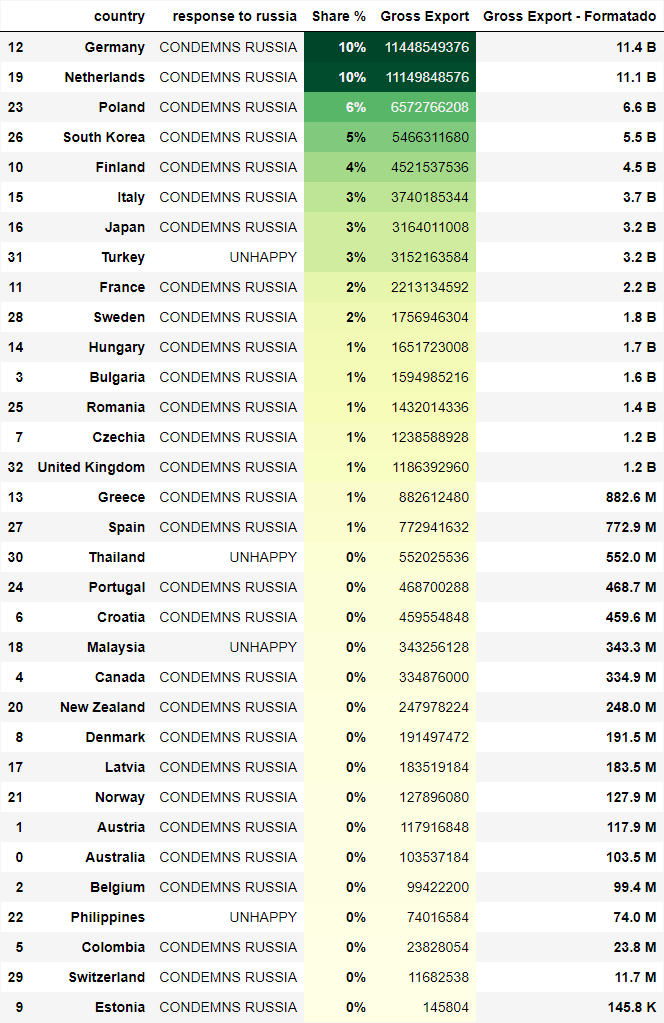 country response to russia Share % Gross Export Gross Export - Formatado
12 Germany CONDEMNS RUSSIA 10% 11448549376 11.4 B
19 Netherlands CONDEMNS RUSSIA 10% 11149848576 11.1 B
23 Poland CONDEMNS RUSSIA 6% 6572766208 6.6 B
26 South Korea CONDEMNS RUSSIA 5% 5466311680 5.5 B
10 Finland CONDEMNS RUSSIA 4% 4521537536 4.5 B
15 Italy CONDEMNS RUSSIA 3% 3740185344 3.7 B
16 Japan CONDEMNS RUSSIA 3% 3164011008 3.2 B
31 Turkey UNHAPPY 3% 3152163584 3.2 B
11 France CONDEMNS RUSSIA 2% 2213134592 2.2 B
28 Sweden CONDEMNS RUSSIA 2% 1756946304 1.8 B
14 Hungary CONDEMNS RUSSIA 1% 1651723008 1.7 B
3 Bulgaria CONDEMNS RUSSIA 1% 1594985216 1.6 B
25 Romania CONDEMNS RUSSIA 1% 1432014336 1.4 B
7 Czechia CONDEMNS RUSSIA 1% 1238588928 1.2 B
32 United Kingdom CONDEMNS RUSSIA 1% 1186392960 1.2 B
13 Greece CONDEMNS RUSSIA 1% 882612480 882.6 M
27 Spain CONDEMNS RUSSIA 1% 772941632 772.9 M
30 Thailand UNHAPPY 0% 552025536 552.0 M
24 Portugal CONDEMNS RUSSIA 0% 468700288 468.7 M
6 Croatia CONDEMNS RUSSIA 0% 459554848 459.6 M
18 Malaysia UNHAPPY 0% 343256128 343.3 M
4 Canada CONDEMNS RUSSIA 0% 334876000 334.9 M
20 New Zealand CONDEMNS RUSSIA 0% 247978224 248.0 M
8 Denmark CONDEMNS RUSSIA 0% 191497472 191.5 M
17 Latvia CONDEMNS RUSSIA 0% 183519184 183.5 M
21 Norway CONDEMNS RUSSIA 0% 127896080 127.9 M
1 Austria CONDEMNS RUSSIA 0% 117916848 117.9 M
0 Australia CONDEMNS RUSSIA 0% 103537184 103.5 M
2 Belgium CONDEMNS RUSSIA 0% 99422200 99.4 M
22 Philippines UNHAPPY 0% 74016584 74.0 M
5 Colombia CONDEMNS RUSSIA 0% 23828054 23.8 M
29 Switzerland CONDEMNS RUSSIA 0% 11682538 11.7 M
9 Estonia CONDEMNS RUSSIA 0% 145804 145.8 K